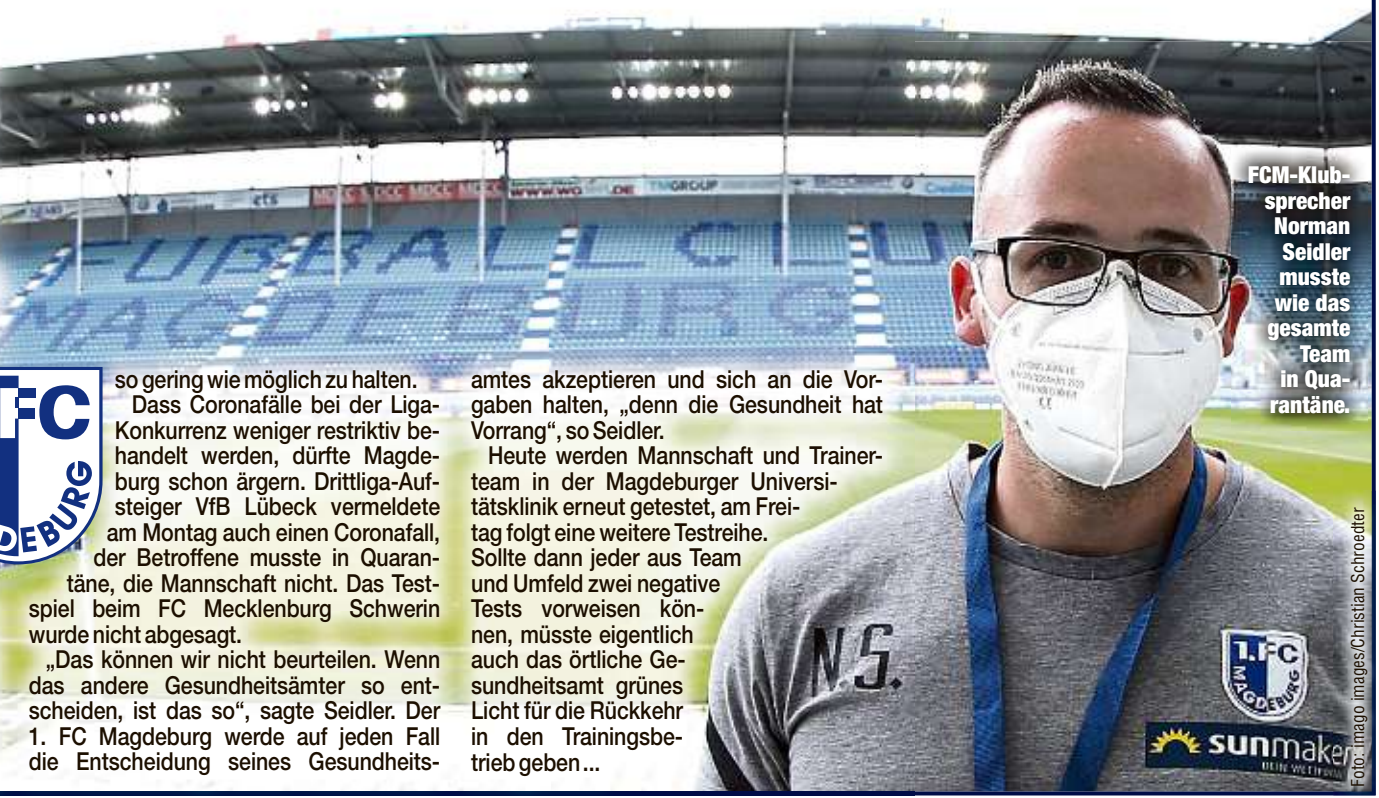 ets
MDCC MDCC MDCC MDCC
TMGROUP
FUßBALL CLU
MAGDEBURG
FCM-Klub-
sprecher
Norman
Seidler
musste
wie das
gesamte
Team
in Qua-
rantäne.
FC
DEBURG
so gering wie möglich zu halten.
Dass Coronafälle bei der Liga-
Konkurrenz weniger restriktiv be-
handelt werden, dürfte Magde-
burg schon ärgern. Drittliga-Auf-
steiger VfB Lübeck vermeldete
am Montag auch einen Coronafall,
der Betroffene musste in Quaran-
täne, die Mannschaft nicht. Das Test-
spiel beim FC Mecklenburg Schwerin
wurde nicht abgesagt.
„Das können wir nicht beurteilen. Wenn
das andere Gesundheitsämter so ent-
scheiden, ist das so“, sagte Seidler. Der
1. FC Magdeburg werde auf jeden Fall
die Entscheidung seines Gesundheits-
amtes akzeptieren und sich an die Vor-
gaben halten, „denn die Gesundheit hat
Vorrang“, so Seidler.
Heute werden Mannschaft und Trainer-
team in der Magdeburger Universi-
tätsklinik erneut getestet, am Frei-
tag folgt eine weitere Testreihe.
Sollte dann jeder aus Team
und Umfeld zwei negative
Tests vorweisen kön-
nen, müsste eigentlich
auch das örtliche Ge-
sundheitsamt grünes
Licht für die Rückkehr
in den Trainingsbe-
trieb geben ...
N.S.
1.FC
MAGDEBURG
sunmaker
Foto: imago images/Christian Schroedter